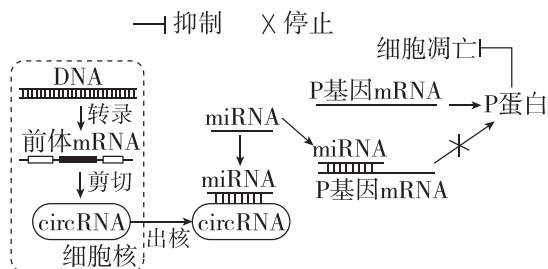 抑制 停止
细胞凋亡
DNA
转录
前体mRNA
剪切
circRNA
细胞核
出核
miRNA
miRNA
circRNA
P基因mRNA
P蛋白
miRNA
P基因mRNA